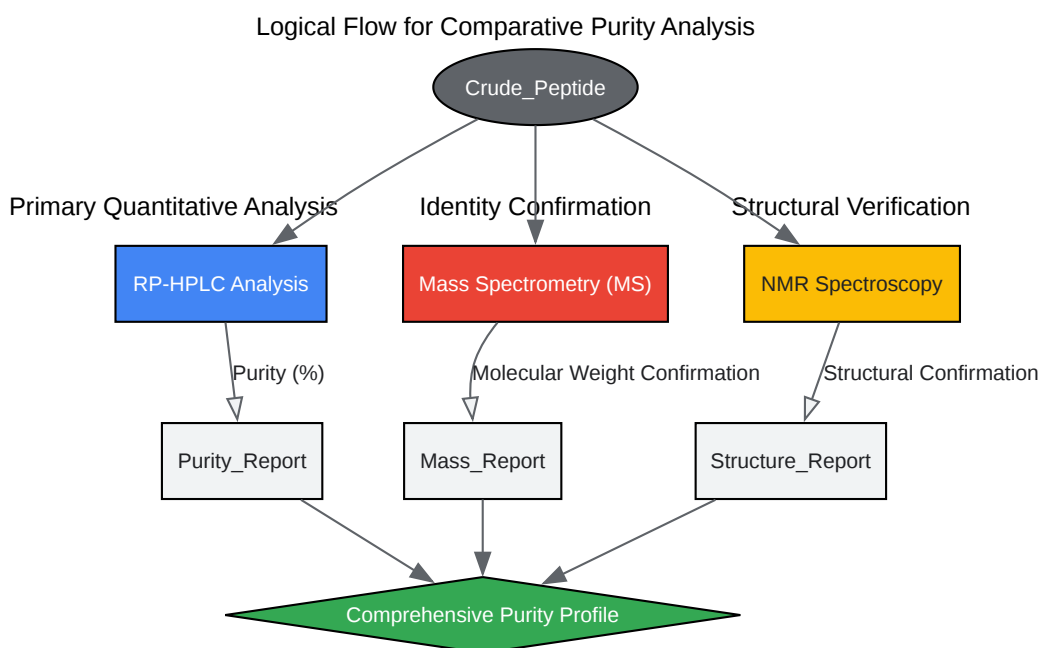 Logical Flow for Comparative Purity Analysis
Crude_Peptide
Primary Quantitative Analysis
Identity Confirmation
Structural Verification
RP-HPLC Analysis
Mass Spectrometry (MS)
NMR Spectroscopy
Purity (%)
Molecular Weight Confirmation
Structural Confirmation
Purity_Report
Mass_Report
Structure_Report
Comprehensive Purity Profile